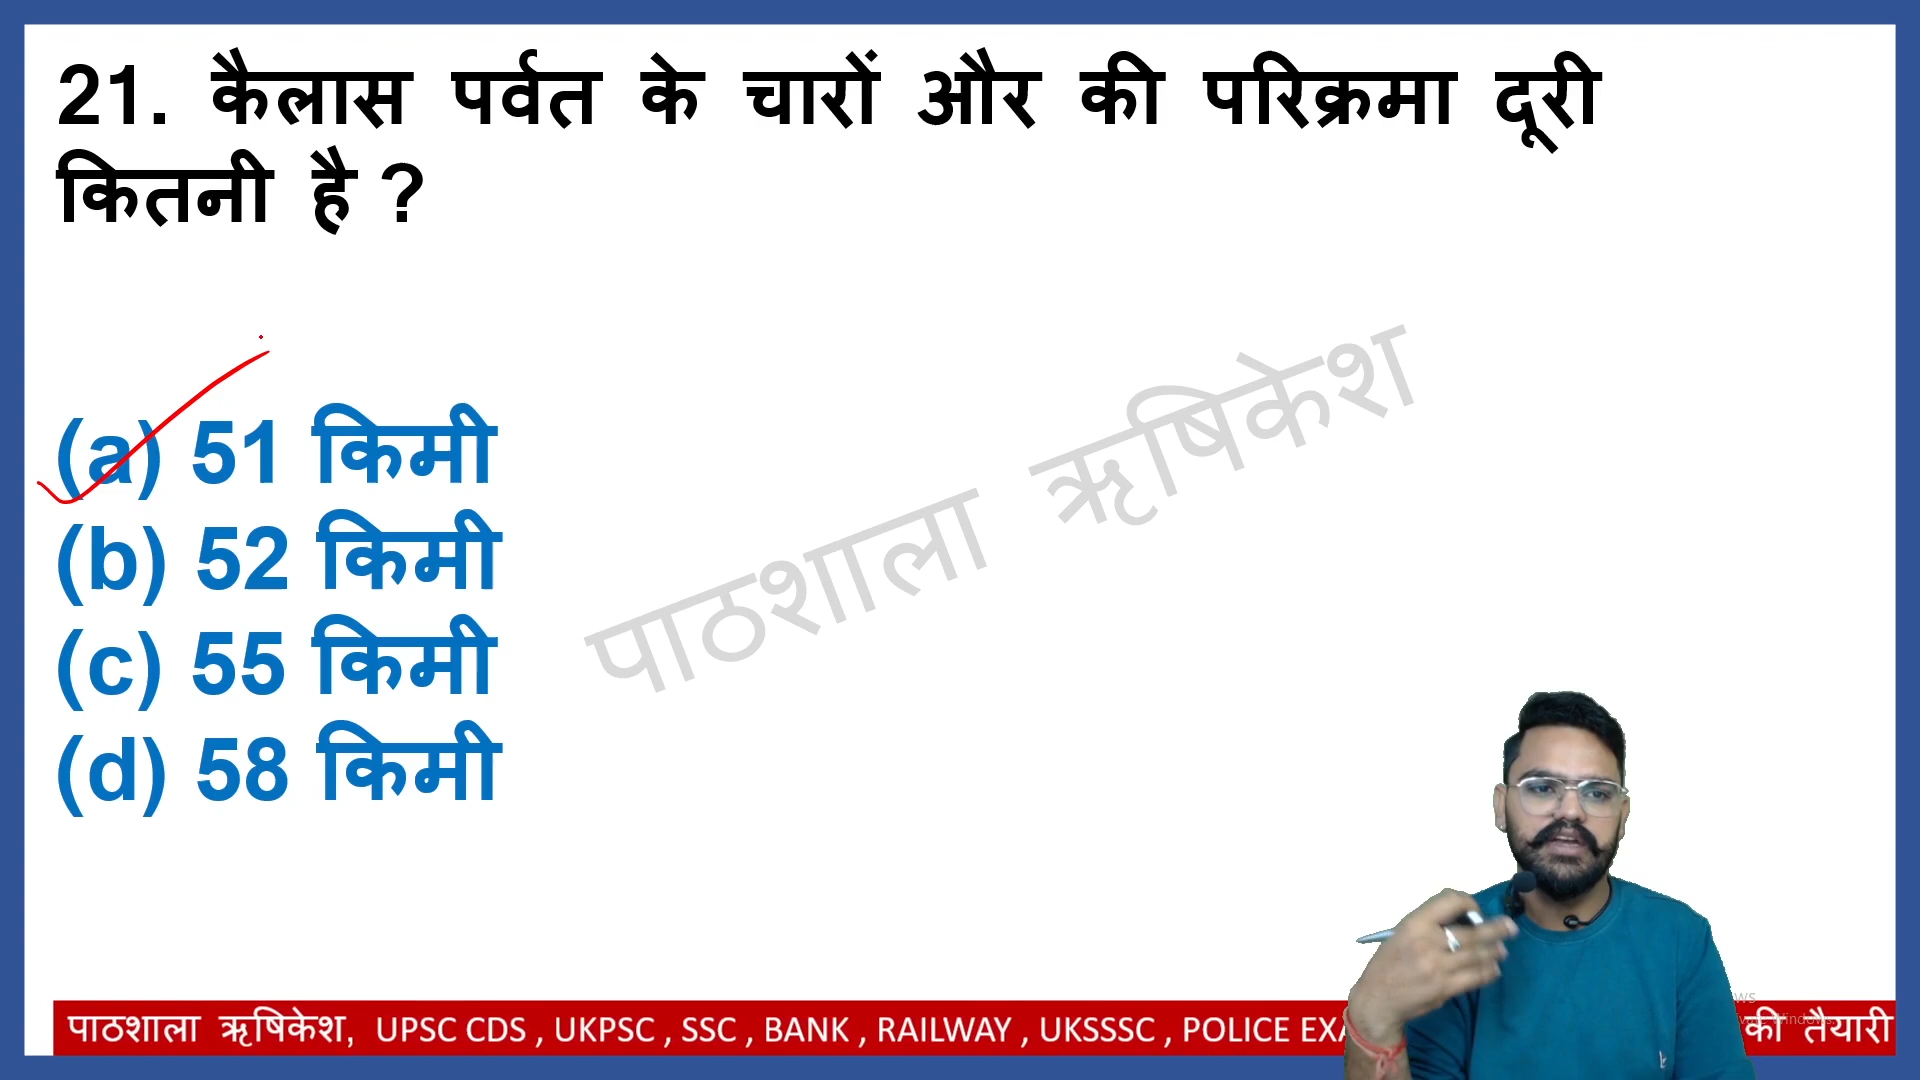 21. कैलास पर्वत के चारों और की परिक्रमा दूरी
कितनी है ?
(a) 51 किमी
(b) 52 किमी
(c) 55 किमी
(d) 58 किमी
पाठशाला ऋषिकेश
पाठशाला ऋषिकेश, UPSC CDS , UKPSC , SSC , BANK , RAILWAY , UKSSSC , POLICE की तैयारी